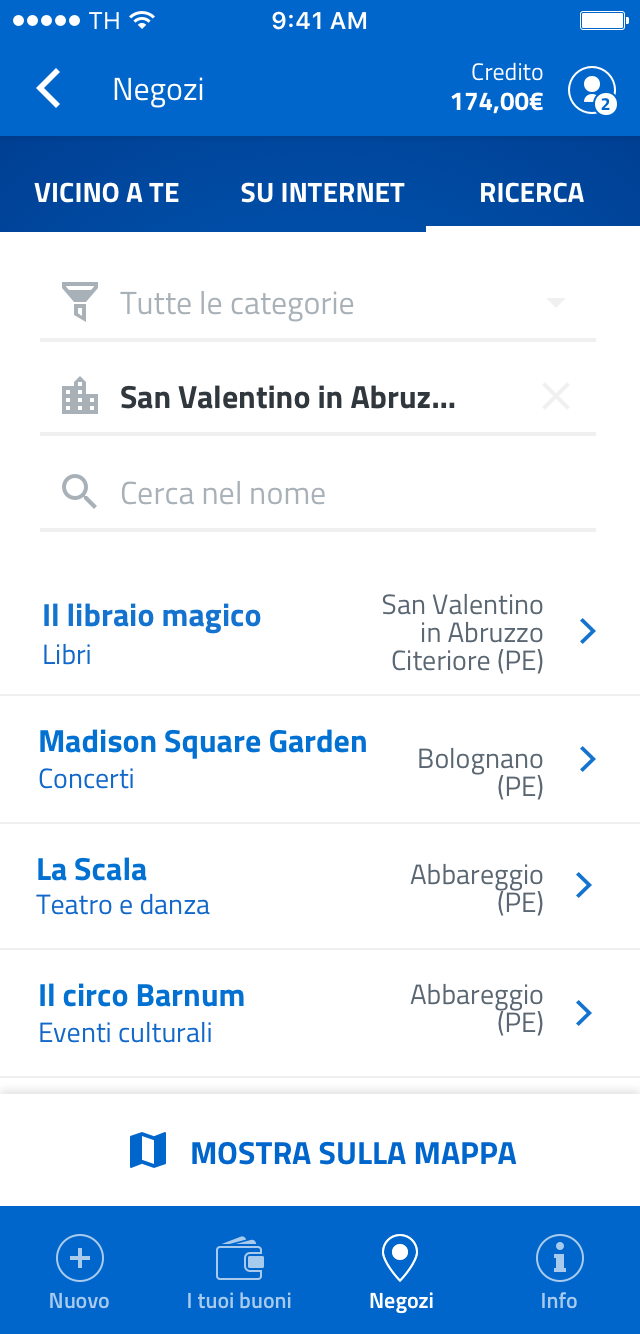 TH 9:41 AM
Negozi
Credito
174,00€
2
VICINO A TE SU INTERNET RICERCA
Tutte le categorie
San Valentino in Abruz...
Cerca nel nome
Il libraio magico
Libri
San Valentino
in Abruzzo
Citeriore (PE)
Madison Square Garden
Concerti
Bolognano
(PE)
La Scala
Teatro e danza
Abbareggio
(PE)
Il circo Barnum
Eventi culturali
Abbareggio
(PE)
MOSTRA SULLA MAPPA
Nuovo I tuoi buoni Negozi Info